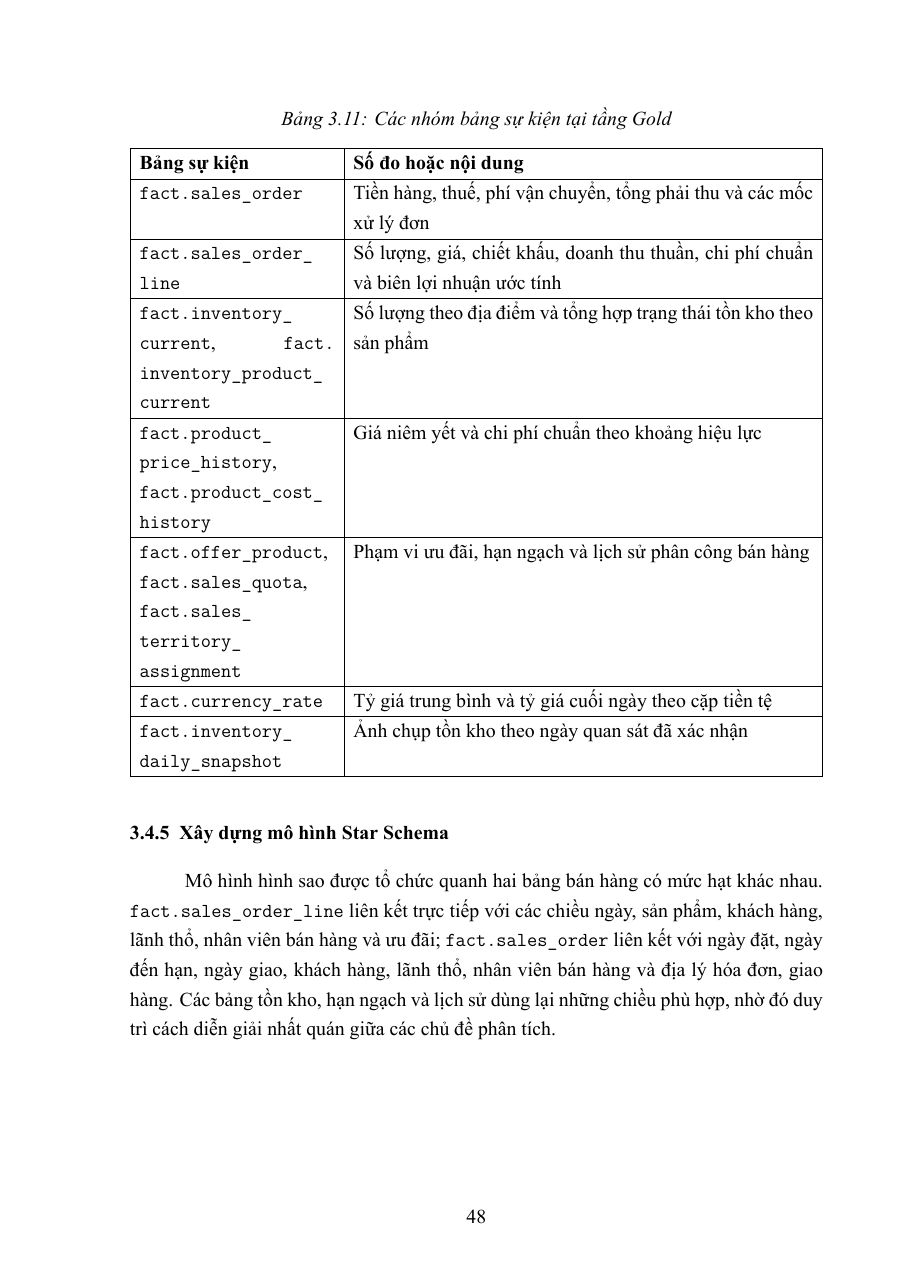 Bảng 3.11: Các nhóm bảng sự kiện tại tầng Gold
Bảng sự kiện
Số đo hoặc nội dung
fact.sales_order
Tiền hàng, thuế, phí vận chuyển, tổng phải thu và các mốc
xử lý đơn
fact.sales_order_
line
Số lượng, giá, chiết khấu, doanh thu thuần, chi phí chuẩn
và biên lợi nhuận ước tính
fact.inventory_
current, fact.
inventory_product_
current
Số lượng theo địa điểm và tổng hợp trạng thái tồn kho theo
sản phẩm
fact.product_
price_history,
fact.product_cost_
history
Giá niêm yết và chi phí chuẩn theo khoảng hiệu lực
fact.offer_product,
fact.sales_quota,
fact.sales_
territory_
assignment
Phạm vi ưu đãi, hạn ngạch và lịch sử phân công bán hàng
fact.currency_rate
Tỷ giá trung bình và tỷ giá cuối ngày theo cặp tiền tệ
fact.inventory_
daily_snapshot
Ảnh chụp tồn kho theo ngày quan sát đã xác nhận
3.4.5 Xây dựng mô hình Star Schema
Mô hình hình sao được tổ chức quanh hai bảng bán hàng có mức hạt khác nhau.
fact.sales_order_line liên kết trực tiếp với các chiều ngày, sản phẩm, khách hàng,
lãnh thổ, nhân viên bán hàng và ưu đãi; fact.sales_order liên kết với ngày đặt, ngày
đến hạn, ngày giao, khách hàng, lãnh thổ, nhân viên bán hàng và địa lý hóa đơn, giao
hàng. Các bảng tồn kho, hạn ngạch và lịch sử dùng lại những chiều phù hợp, nhờ đó duy
trì cách diễn giải nhất quán giữa các chủ đề phân tích.
48